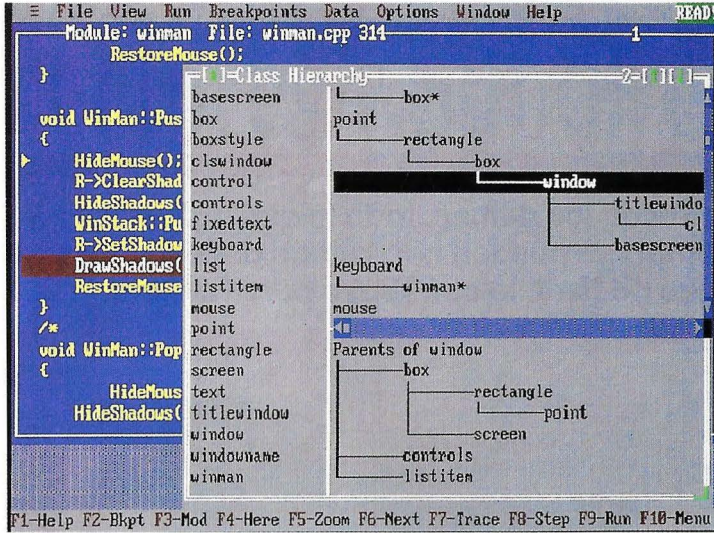 ≡ File View Run Breakpoints Data Options Window Help READY
Module: winman File: winman.cpp 314 1
RestoreMouse();
}
void WinMan::Pus
{
HideMouse();
R->ClearShad
HideShadows(
WinStack::Pu
R->SetShadow
DrawShadows(
RestoreMouse
}
/*
void WinMan::Pop
{
HideMous
HideShadows(
Class Hierarchy 2
basescreen
box
boxstyle
clswindow
control
controls
fixedtext
keyboard
list
listitem
mouse
point
rectangle
screen
text
titlewindow
window
windowname
winman
box*
point
rectangle
box
window
titlewindo
cl
basescreen
keyboard
winman*
mouse
Parents of window
box
rectangle
point
screen
controls
listitem
F1-Help F2-Bkpt F3-Mod F4-Here F5-Zoom F6-Next F7-Trace F8-Step F9-Run F10-Menu